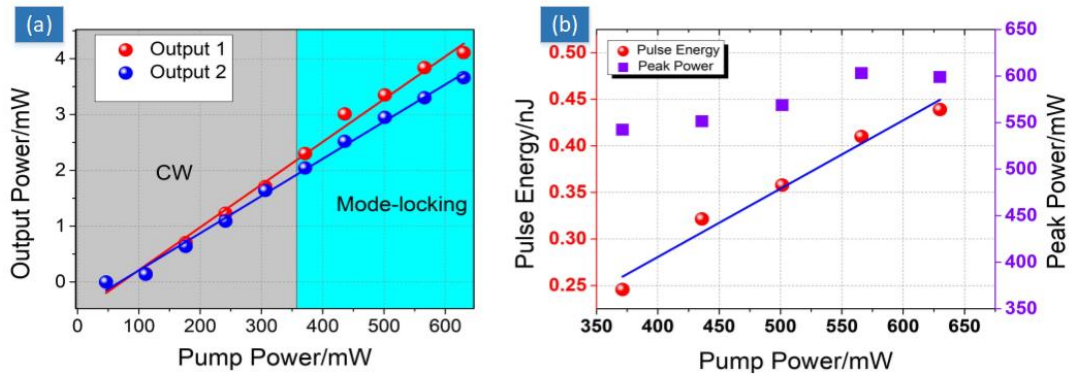 (a)
Output 1
Output 2
CW
Mode-locking
Output Power/mW
4
3
2
1
0
0 100 200 300 400 500 600
Pump Power/mW
(b)
Pulse Energy
Peak Power
Pulse Energy/nJ
0.50
0.45
0.40
0.35
0.30
0.25
350 400 450 500 550 600 650
Pump Power/mW
650
600
550
500
450
400
350
Peak Power/mW